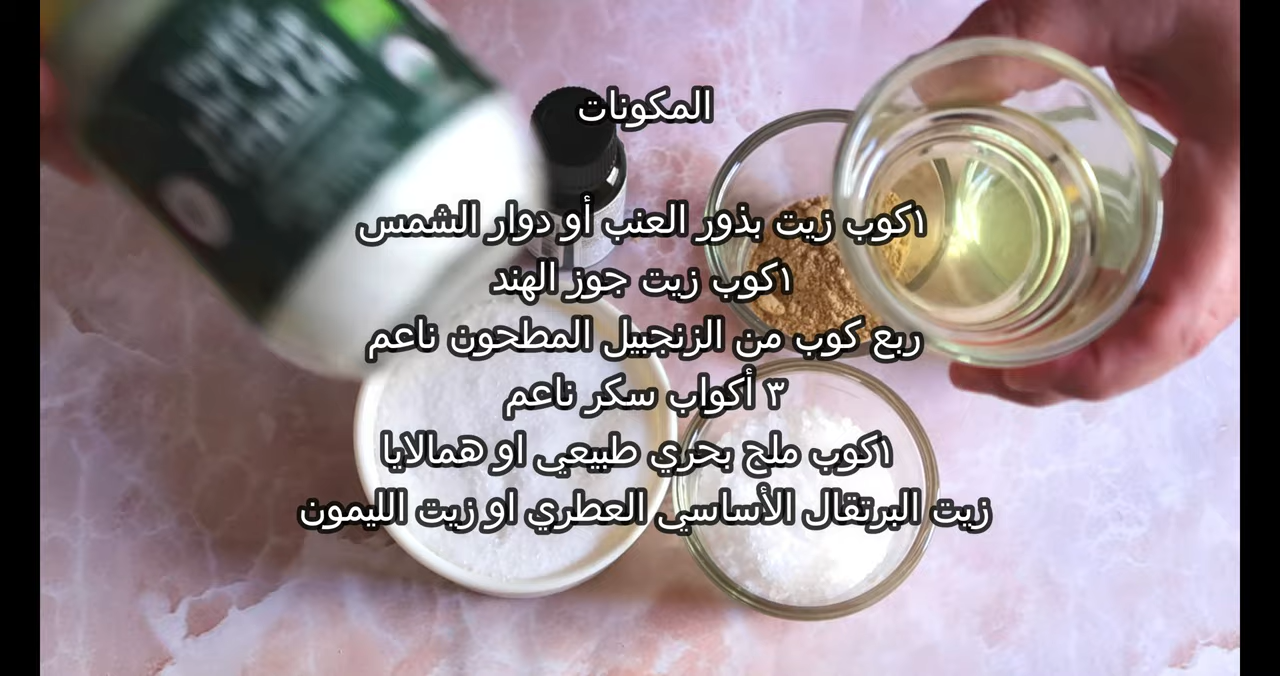 المكونات
١كوب زيت بذور العنب أو دوار الشمس
١كوب زيت جوز الهند
ربع كوب من الزنجبيل المطحون ناعم
٣ أكواب سكر ناعم
١كوب ملح بحري طبيعي او همالايا
زيت البرتقال الأساسي العطري او زيت الليمون